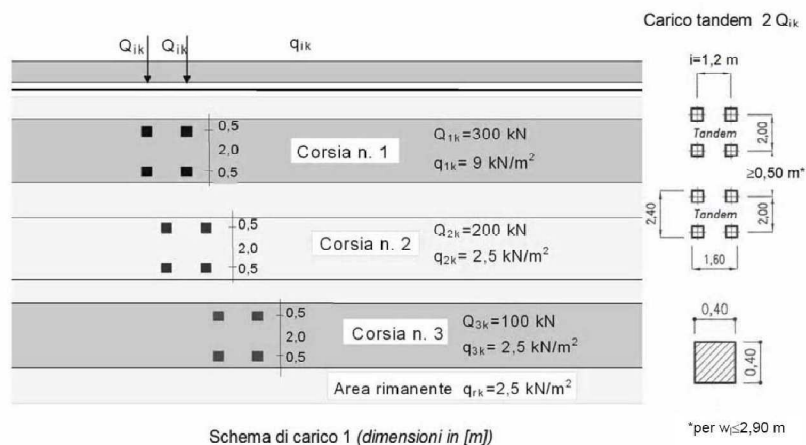 Carico tandem 2 Qik
Qik Qik qik
i=1,2 m
0,5
2,0
0,5
Corsia n. 1
Q1k=300 kN
q1k= 9 kN/m²
Tandem
2,00
≥0,50 m*
0,5
2,0
0,5
Corsia n. 2
Q2k=200 kN
q2k= 2,5 kN/m²
2,40
Tandem
2,00
1,60
0,5
2,0
0,5
Corsia n. 3
Q3k=100 kN
q3k= 2,5 kN/m²
0,40
0,40
Area rimanente qrk=2,5 kN/m²
Schema di carico 1 (dimensioni in [m])
*per wl≤2,90 m